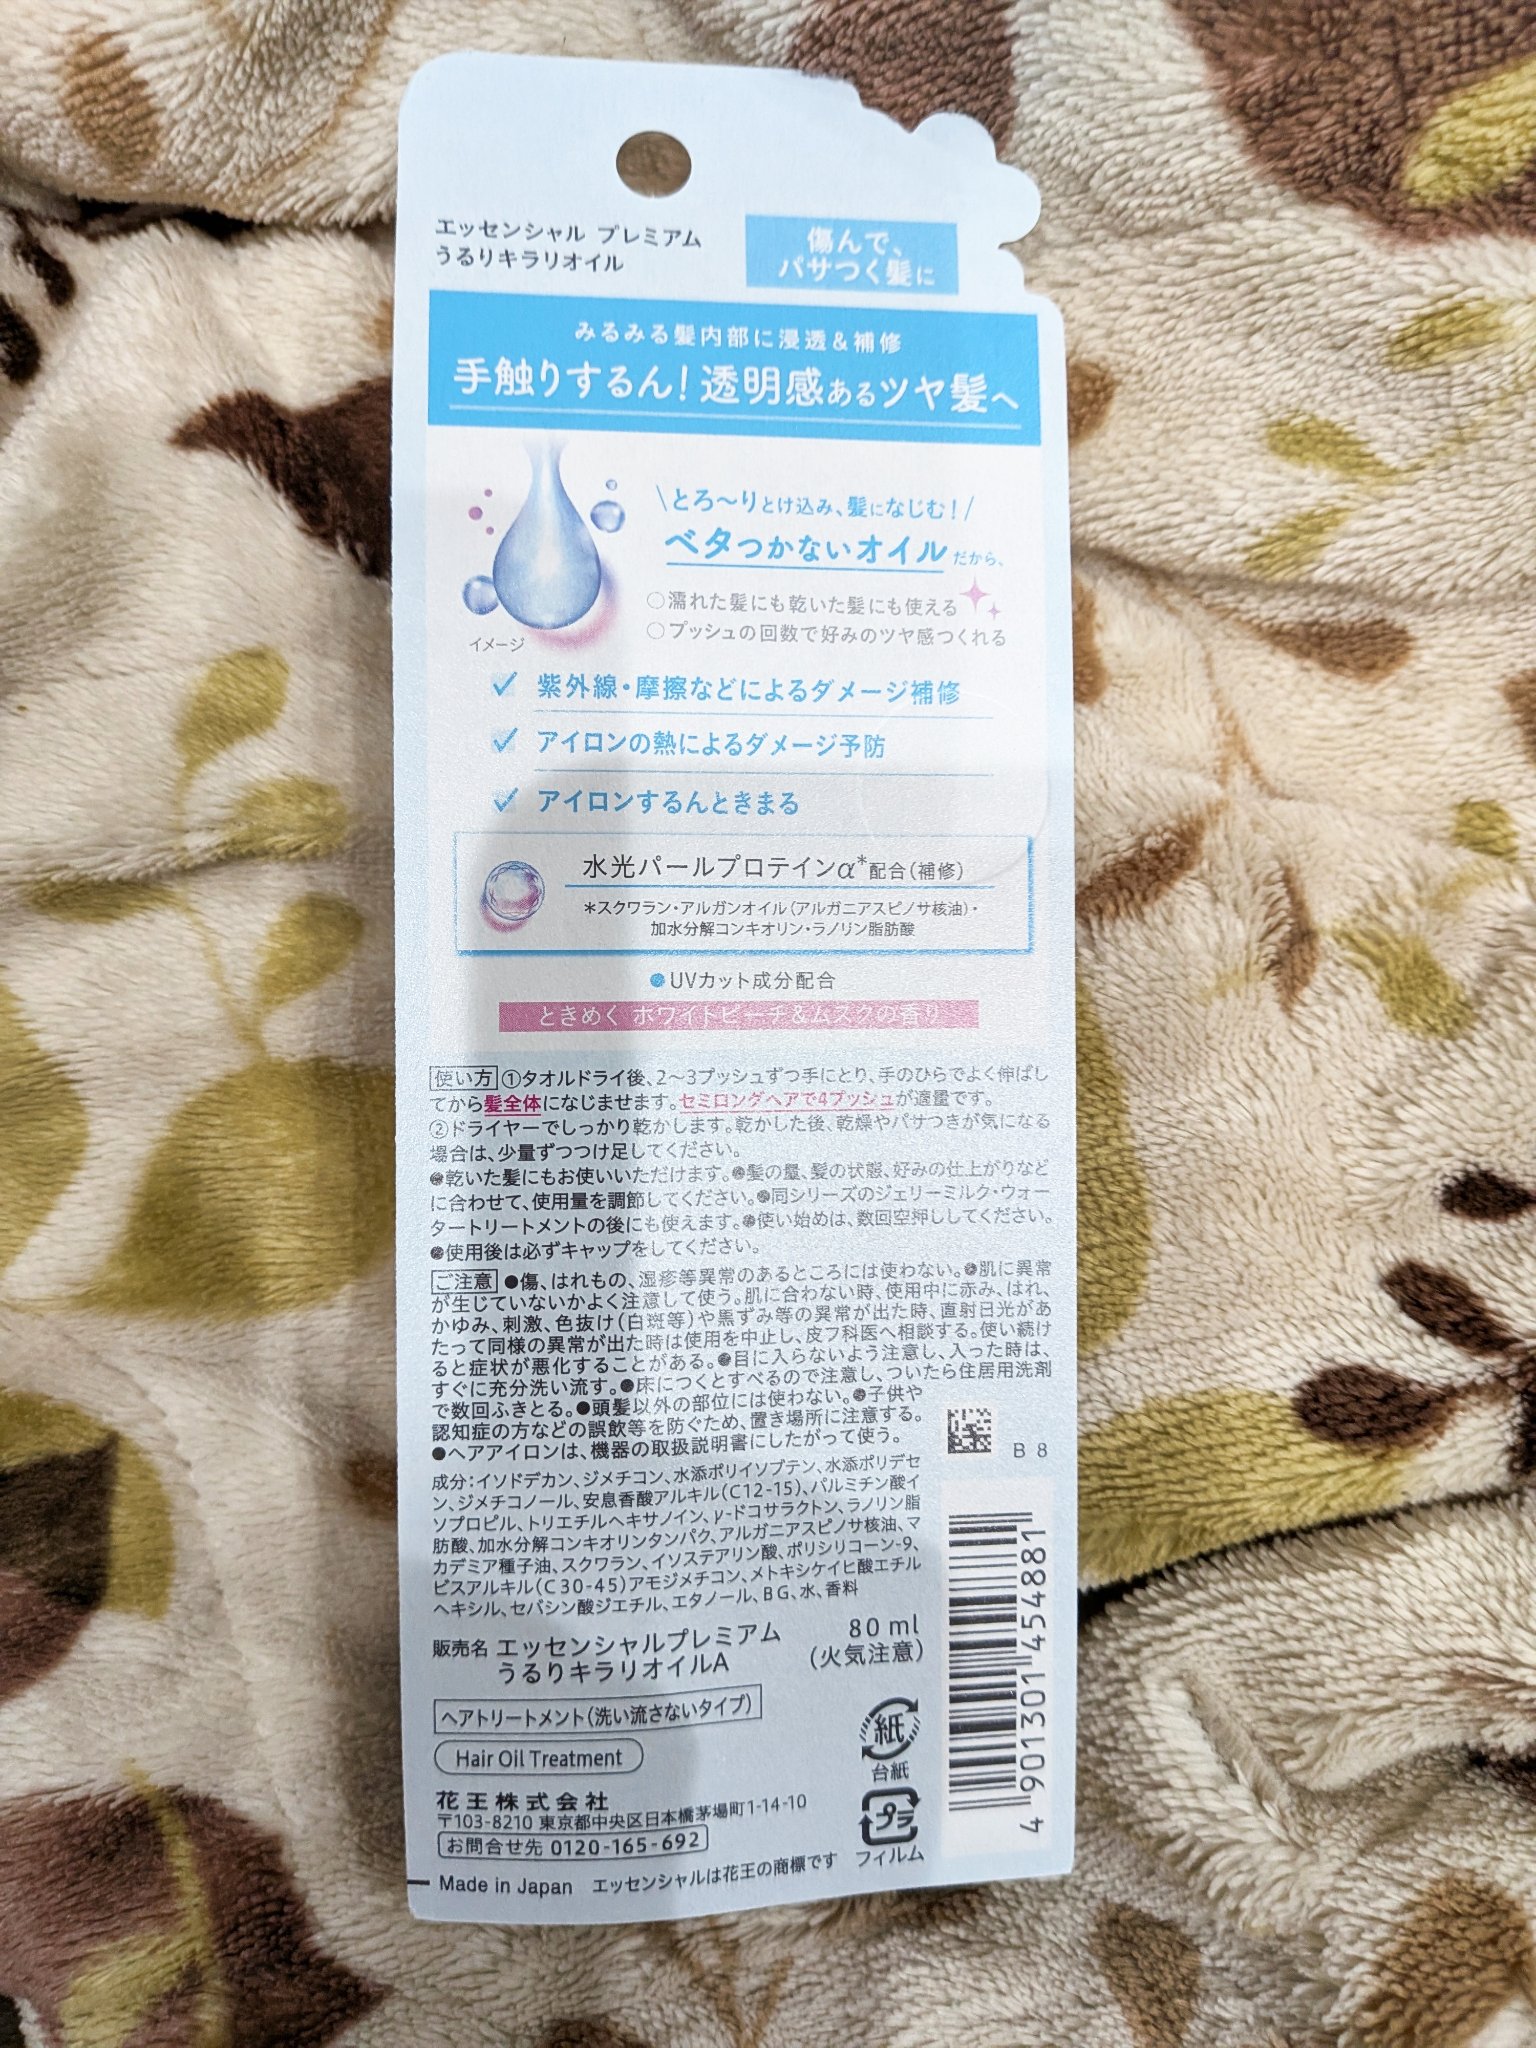 エッセンシャル プレミアム
うるりキラリオイル
傷んで、
パサつく髪に
みるみる髪内部に浸透&補修
手触りするん!透明感あるツヤ髪へ
\とろ〜りとけ込み、髪になじむ!/
ベタつかないオイルだから、
○濡れた髪にも乾いた髪にも使える
○プッシュの回数で好みのツヤ感つくれる
イメージ
✓ 紫外線・摩擦などによるダメージ補修
✓ アイロンの熱によるダメージ予防
✓ アイロンするんときまる
水光パールプロテインα*配合(補修)
*スクワラン・アルガンオイル(アルガニアスピノサ核油)・
加水分解コンキオリン・ラノリン脂肪酸
●UVカット成分配合
ときめく ホワイトピーチ&ムスクの香り
使い方 ①タオルドライ後、2〜3プッシュずつ手にとり、手のひらでよく伸ばし
てから髪全体になじませます。セミロングヘアで4プッシュが適量です。
②ドライヤーでしっかり乾かします。乾かした後、乾燥やパサつきが気になる
場合は、少量ずつつけ足してください。
●乾いた髪にもお使いいただけます。●髪の量、髪の状態、好みの仕上がりなど
に合わせて、使用量を調節してください。●同シリーズのジェリーミルク・ウォー
タートリートメントの後にも使えます。●使い始めは、数回空押ししてください。
●使用後は必ずキャップをしてください。
ご注意 ●傷、はれもの、湿疹等異常のあるところには使わない。●肌に異常
が生じていないかよく注意して使う。肌に合わない時、使用中に赤み、はれ、
かゆみ、刺激、色抜け(白斑等)や黒ずみ等の異常が出た時、直射日光があ
たって同様の異常が出た時は使用を中止し、皮フ科医へ相談する。使い続け
ると症状が悪化することがある。●目に入らないよう注意し、入った時は、
すぐに充分洗い流す。●床につくとすべるので注意し、ついたら住居用洗剤
で数回ふきとる。●頭髪以外の部位には使わない。●子供や
認知症の方などの誤飲等を防ぐため、置き場所に注意する。
●ヘアアイロンは、機器の取扱説明書にしたがって使う。
B 8
成分:イソドデカン、ジメチコン、水添ポリイソブテン、水添ポリデセ
ン、ジメチコノール、安息香酸アルキル(C12-15)、パルミチン酸イ
ソプロピル、トリエチルヘキサノイン、γ-ドコサラクトン、ラノリン脂
肪酸、加水分解コンキオリンタンパク、アルガニアスピノサ核油、マ
カデミア種子油、スクワラン、イソステアリン酸、ポリシリコーン-9、
ビスアルキル(C30-45)アモジメチコン、メトキシケイヒ酸エチル
ヘキシル、セバシン酸ジエチル、エタノール、BG、水、香料
販売名 エッセンシャルプレミアム
うるりキラリオイルA
80 ml
(火気注意)
ヘアトリートメント(洗い流さないタイプ)
Hair Oil Treatment
紙
台紙
プラ
フィルム
花王株式会社
〒103-8210 東京都中央区日本橋茅場町1-14-10
お問合せ先 0120-165-692
Made in Japan エッセンシャルは花王の商標です
4 901301 454881